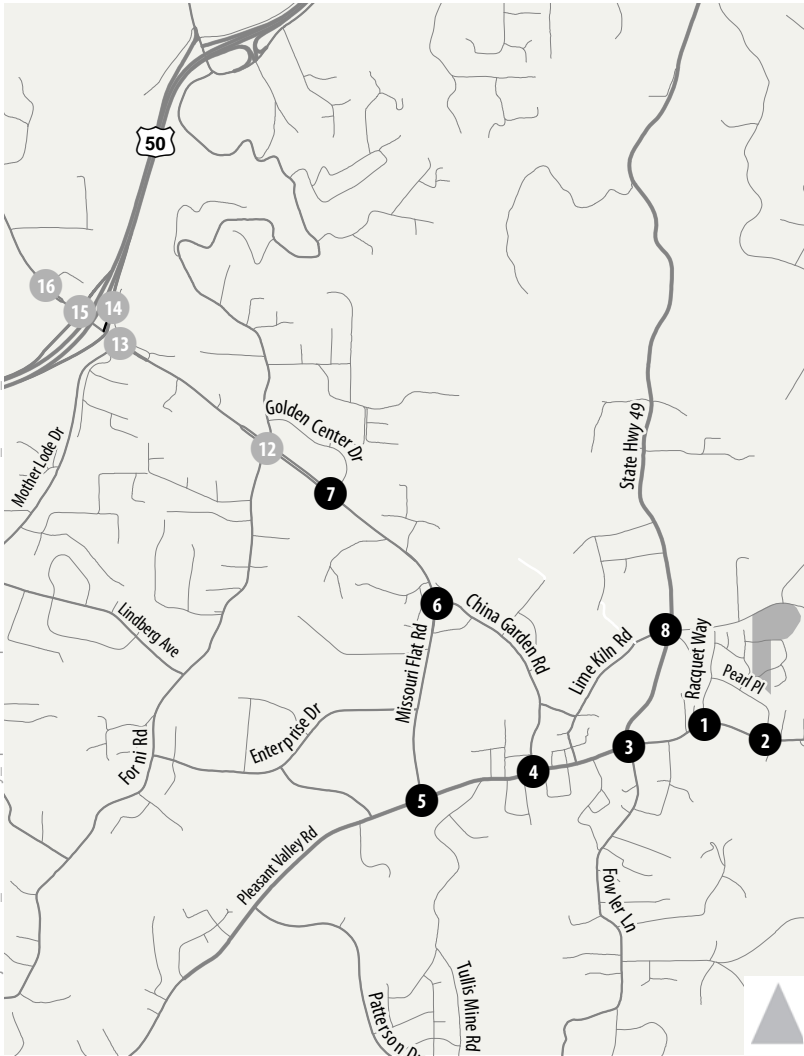 50
16
15
14
13
Golden Center Dr
State Hwy 49
Mother Lode Dr
12
7
6
China Garden Rd
Lindberg Ave
Missouri Flat Rd
Lime Kiln Rd
8
Racquet Way
Pearl Pl
Enterprise Dr
Forni Rd
1
2
3
4
5
Pleasant Valley Rd
Fowler Ln
Tullis Mine Rd
Patterson Dr